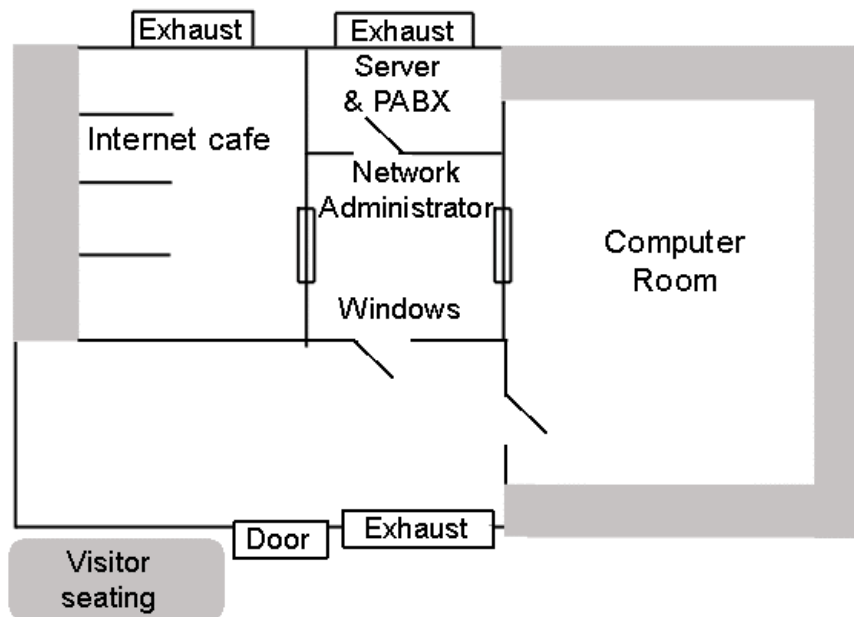 Exhaust
Exhaust
Server
& PABX
Internet cafe
Network
Administrator
Computer
Room
Windows
Door
Exhaust
Visitor
seating